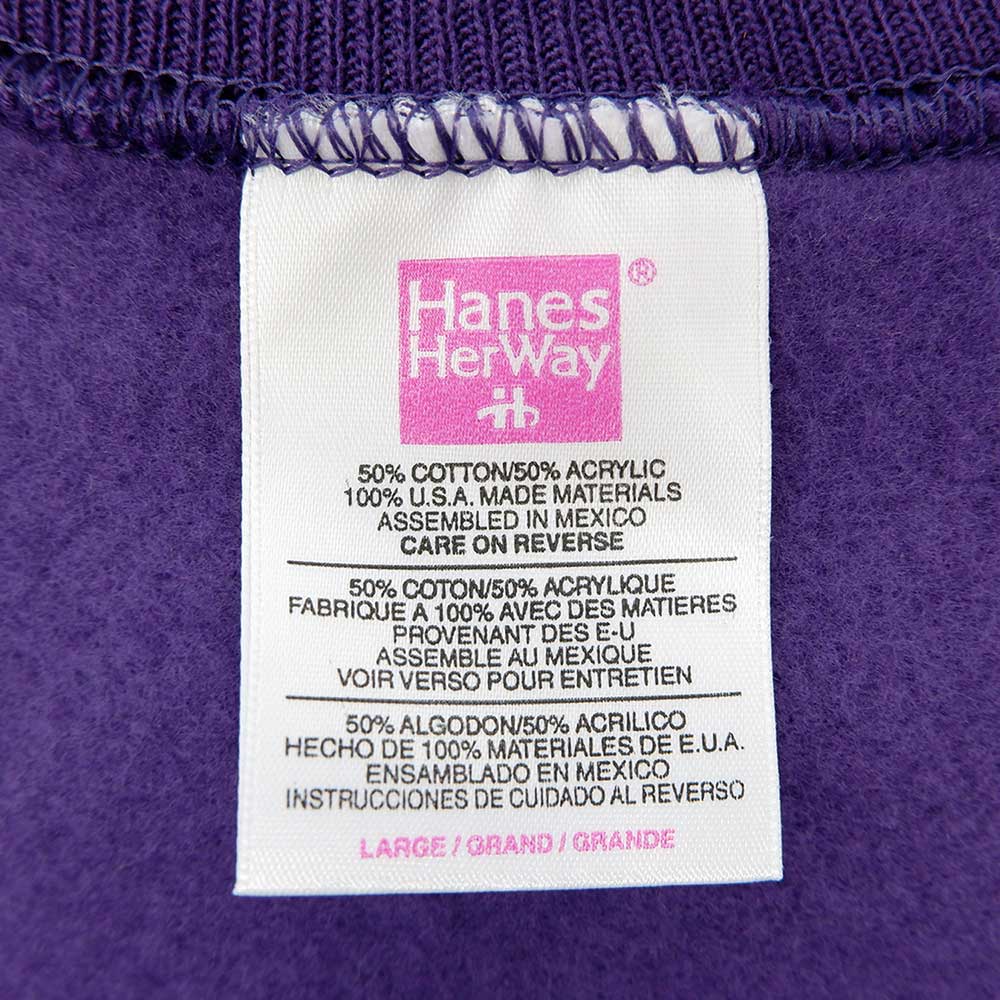 Hanes
HerWay
®
50% COTTON/50% ACRYLIC
100% U.S.A. MADE MATERIALS
ASSEMBLED IN MEXICO
CARE ON REVERSE
50% COTON/50% ACRYLIQUE
FABRIQUE A 100% AVEC DES MATIERES
PROVENANT DES E-U
ASSEMBLE AU MEXIQUE
VOIR VERSO POUR ENTRETIEN
50% ALGODON/50% ACRILICO
HECHO DE 100% MATERIALES DE E.U.A.
ENSAMBLADO EN MEXICO
INSTRUCCIONES DE CUIDADO AL REVERSO
LARGE / GRAND / GRANDE